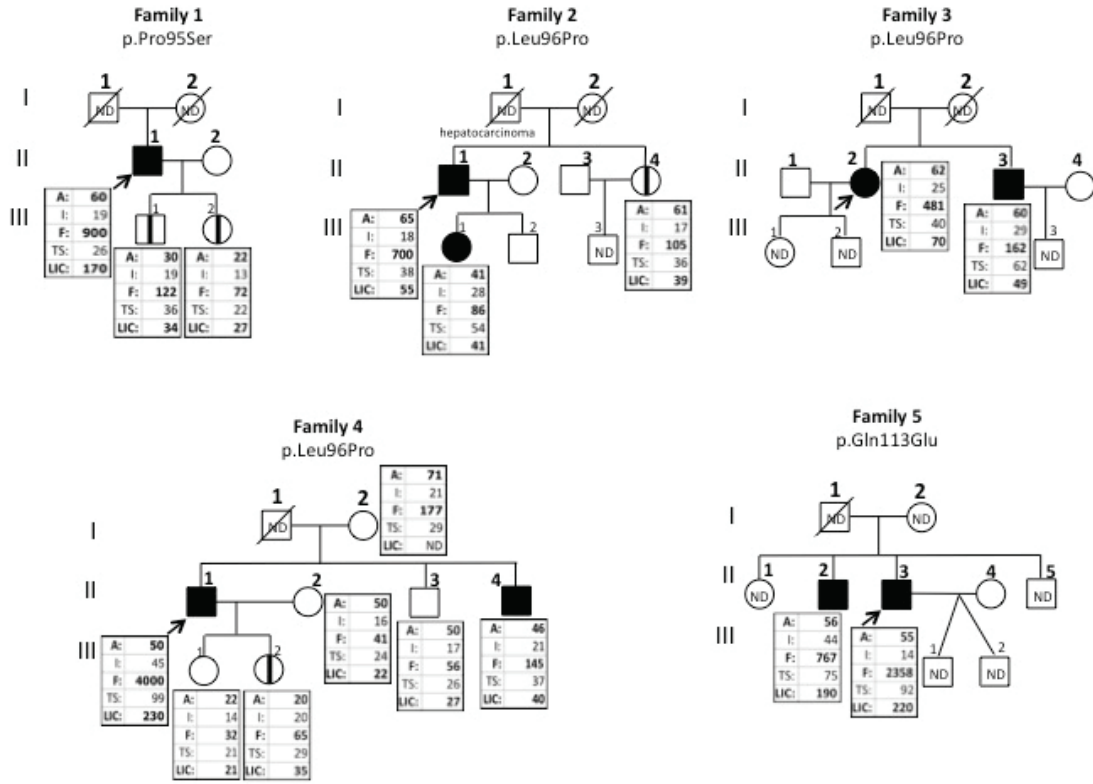 Family 1
p.Pro95Ser
I
II
III
1
2
ND
ND
1
2
A: 60
I: 19
F: 900
TS: 26
LIC: 170
1
2
A: 30
I: 19
F: 122
TS: 36
LIC: 34
A: 22
I: 13
F: 72
TS: 22
LIC: 27
Family 2
p.Leu96Pro
I
II
III
1
2
ND
ND
hepatocarcinoma
1
2
3
4
A: 65
I: 18
F: 700
TS: 38
LIC: 55
1
2
3
ND
A: 41
I: 28
F: 86
TS: 54
LIC: 41
A: 61
I: 17
F: 105
TS: 36
LIC: 39
Family 3
p.Leu96Pro
I
II
III
1
2
ND
ND
1
2
3
4
A: 62
I: 25
F: 481
TS: 40
LIC: 70
A: 60
I: 29
F: 162
TS: 62
LIC: 49
1
2
3
ND
ND
ND
Family 4
p.Leu96Pro
I
II
III
1
2
ND
A: 71
I: 21
F: 177
TS: 29
LIC: ND
1
2
3
4
A: 50
I: 45
F: 4000
TS: 99
LIC: 230
A: 50
I: 16
F: 41
TS: 24
LIC: 22
A: 50
I: 17
F: 56
TS: 26
LIC: 27
A: 46
I: 21
F: 145
TS: 37
LIC: 40
1
2
A: 22
I: 14
F: 32
TS: 21
LIC: 21
A: 20
I: 20
F: 65
TS: 29
LIC: 35
Family 5
p.Gln113Glu
I
II
III
1
2
ND
ND
1
2
3
4
5
ND
ND
A: 56
I: 44
F: 767
TS: 75
LIC: 190
A: 55
I: 14
F: 2358
TS: 92
LIC: 220
1
2
ND
ND